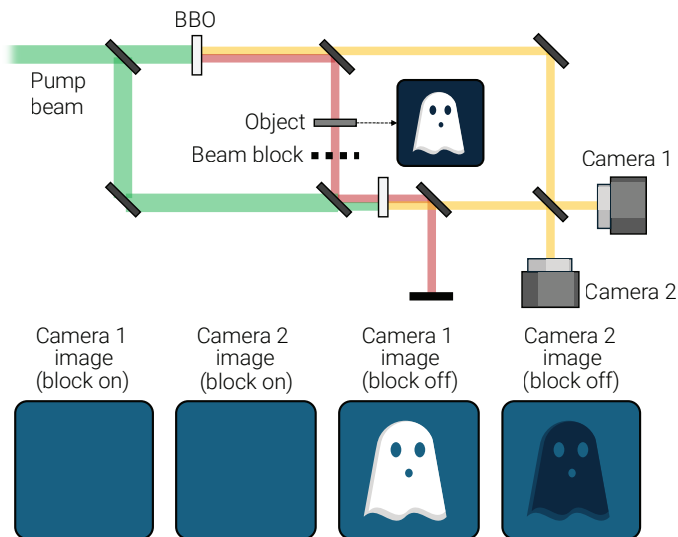 BBO
Pump
beam
Object
Beam block
Camera 1
Camera 2
Camera 1
image
(block on)
Camera 2
image
(block on)
Camera 1
image
(block off)
Camera 2
image
(block off)